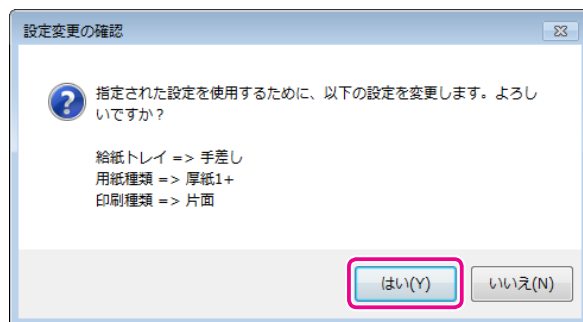 設定変更の確認
指定された設定を使用するために、以下の設定を変更します。よろし
いですか？
給紙トレイ => 手差し
用紙種類 => 厚紙1+
印刷種類 => 片面
はい(Y) いいえ(N)